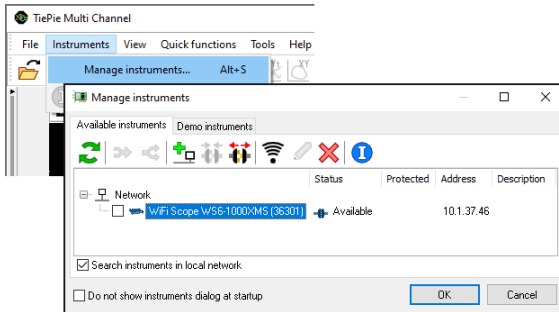 TiePie Multi Channel
File Instruments View Quick functions Tools Help
Manage instruments... Alt+S
Manage instruments
Available instruments Demo instruments
Status Protected Address Description
Network
WiFi Scope WS6-1000XMS (36301) Available 10.1.37.46
Search instruments in local network
Do not show instruments dialog at startup
OK Cancel